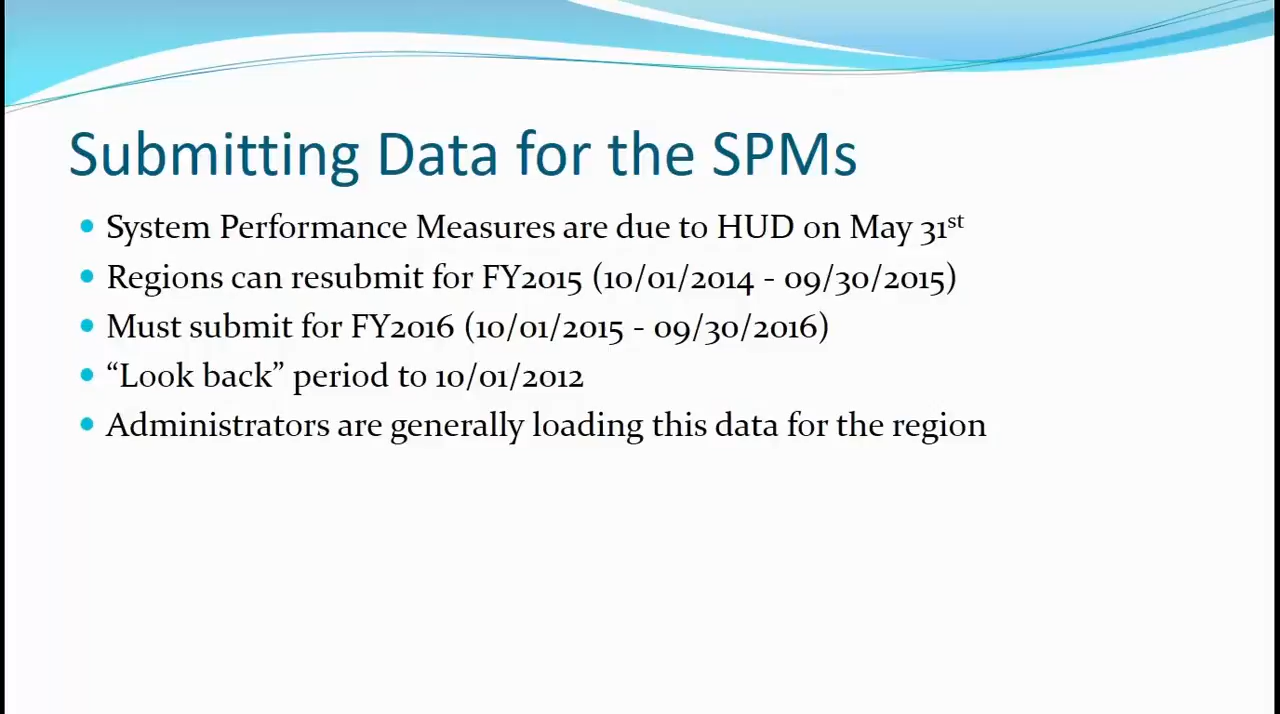 Submitting Data for the SPMs
• System Performance Measures are due to HUD on May 31st
• Regions can resubmit for FY2015 (10/01/2014 - 09/30/2015)
• Must submit for FY2016 (10/01/2015 - 09/30/2016)
• “Look back” period to 10/01/2012
• Administrators are generally loading this data for the region